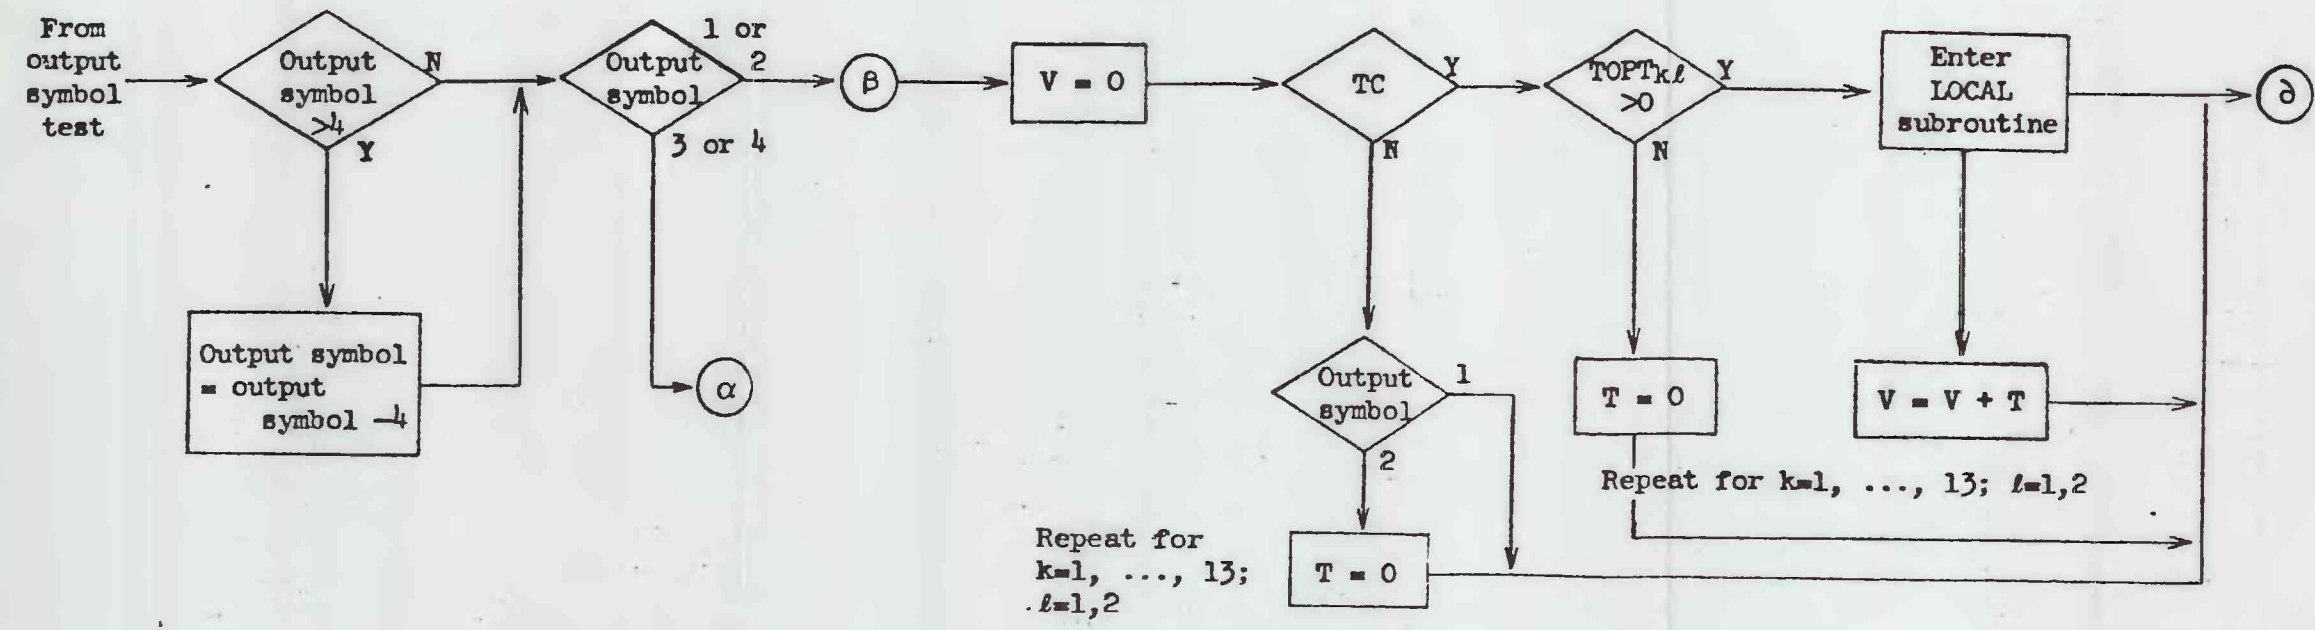 From
output
symbol
test
Output
symbol
>4
N
Y
Output symbol
= output
symbol -4
Output
symbol
1 or
2
3 or 4
α
β
V = 0
TC
Y
N
Output
symbol
1
2
Repeat for
k=1, ..., 13;
ℓ=1,2
T = 0
TOPTkℓ
>0
Y
N
T = 0
Repeat for k=1, ..., 13; ℓ=1,2
Enter
LOCAL
subroutine
V = V + T
∂